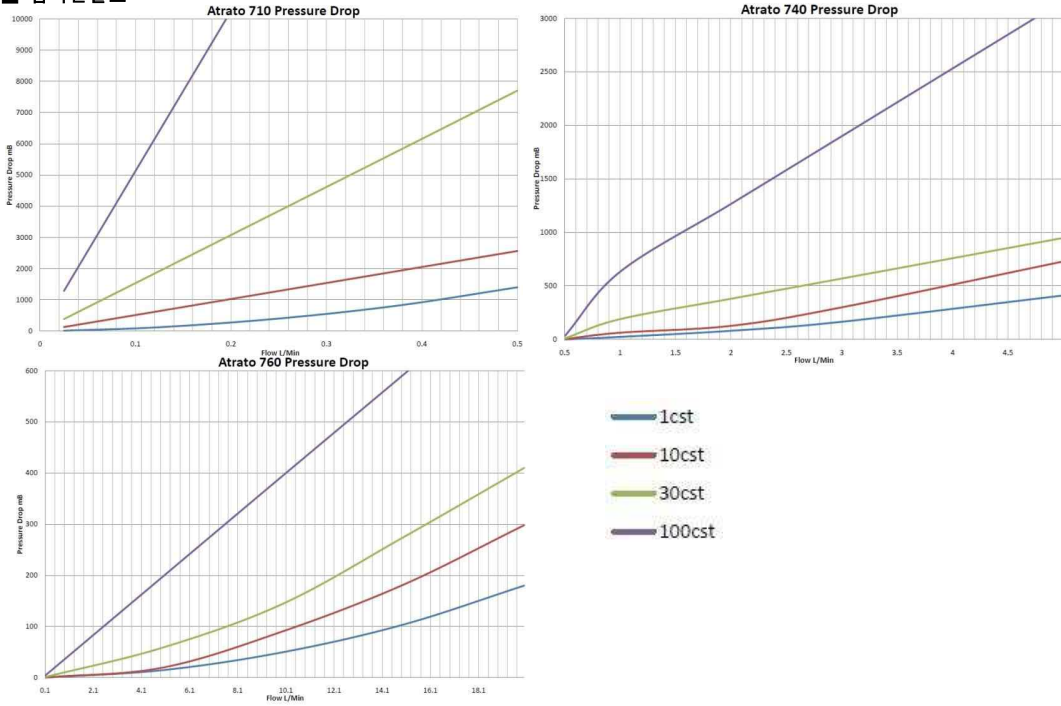 Atrato 710 Pressure Drop
10000
9000
8000
7000
6000
5000
4000
3000
2000
1000
0
Pressure Drop mB
0 0.1 0.2 0.3 0.4 0.5
Flow L/Min
Atrato 740 Pressure Drop
3000
2500
2000
1500
1000
500
0
Pressure Drop mB
0.5 1 1.5 2 2.5 3 3.5 4 4.5
Flow L/Min
Atrato 760 Pressure Drop
600
500
400
300
200
100
0
Pressure Drop mB
0.1 2.1 4.1 6.1 8.1 10.1 12.1 14.1 16.1 18.1
Flow L/Min
1cst
10cst
30cst
100cst